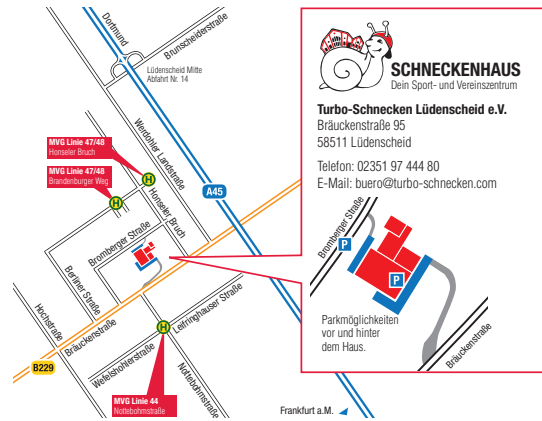 Dortmund
Brunscheiderstraße
Lüdenscheid Mitte
Abfahrt Nr. 14
Werdohler Landstraße
MVG Linie 47/48
Honseler Bruch
MVG Linie 47/48
Brandenburger Weg
H
H
Honseler Bruch
A45
Bromberger Straße
Berliner Straße
Hochstraße
Bräuckenstraße
B229
Leifringhauser Straße
H
Wefelshohler Straße
Nottebohmstraße
MVG Linie 44
Nottebohmstraße
Frankfurt a.M.
SCHNECKENHAUS
Dein Sport- und Vereinszentrum
Turbo-Schnecken Lüdenscheid e.V.
Bräuckenstraße 95
58511 Lüdenscheid
Telefon: 02351 97 444 80
E-Mail: buero@turbo-schnecken.com
Bromberger Straße
P
P
Parkmöglichkeiten
vor und hinter
dem Haus.
Bräuckenstraße